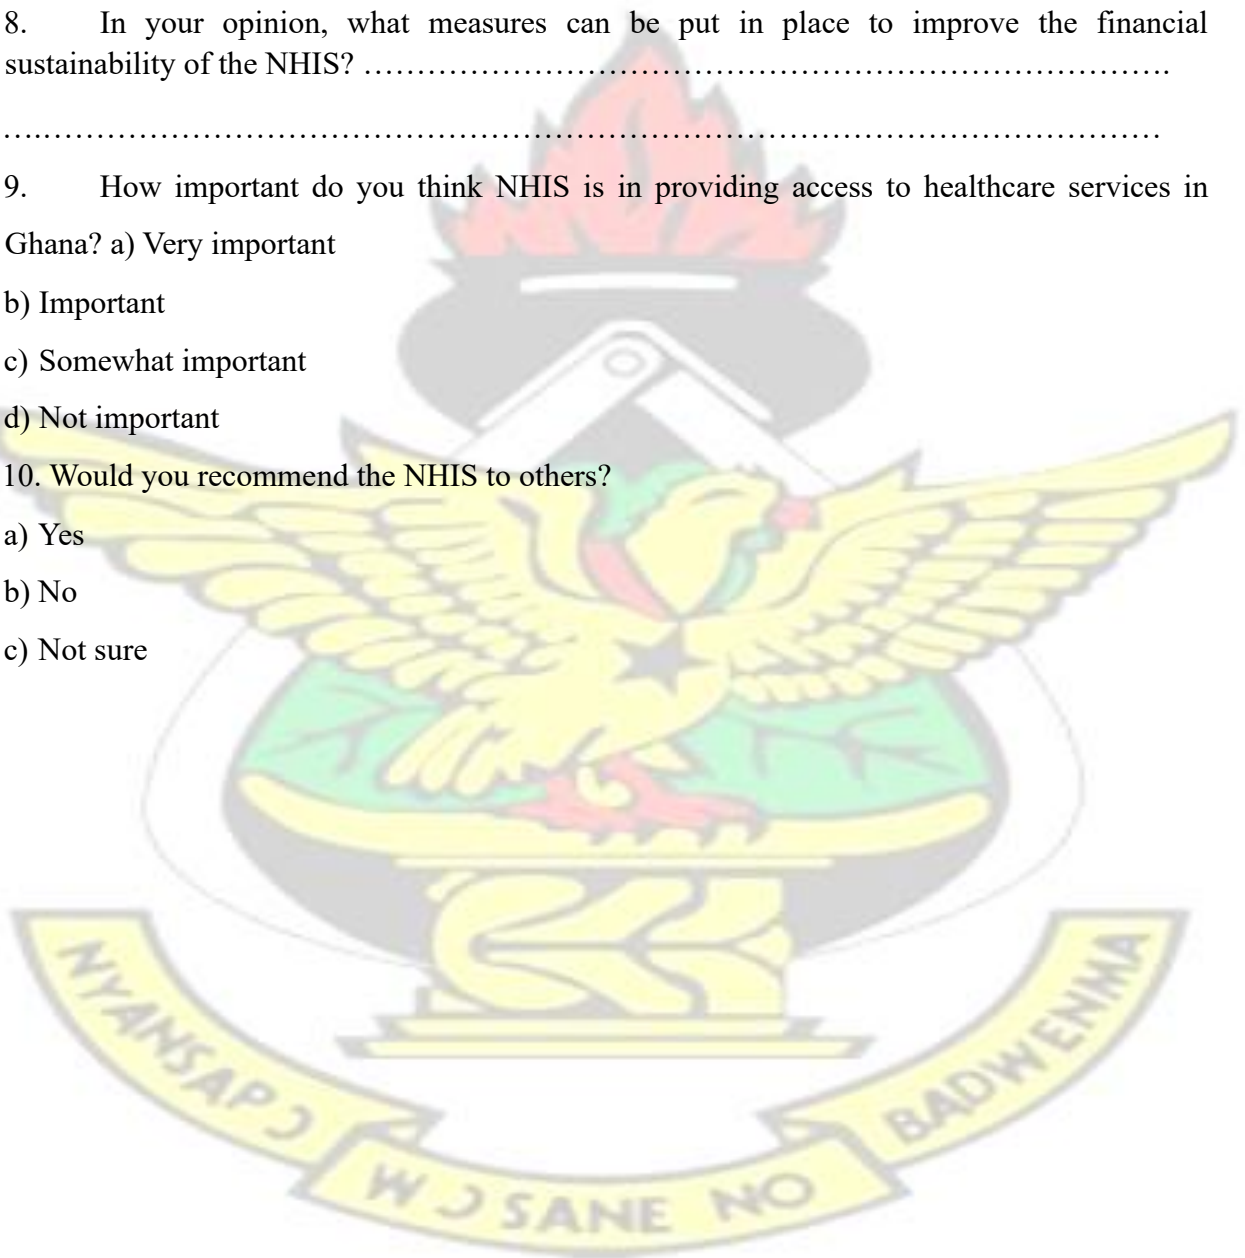 8. In your opinion, what measures can be put in place to improve the financial
sustainability of the NHIS? ……………………………………………………………………….
….…………………………………………………………………………………………………
9. How important do you think NHIS is in providing access to healthcare services in
Ghana? a) Very important
b) Important
c) Somewhat important
d) Not important
10. Would you recommend the NHIS to others?
a) Yes
b) No
c) Not sure
NYANSAPƆ
WƆSANE NO
BADWENMA